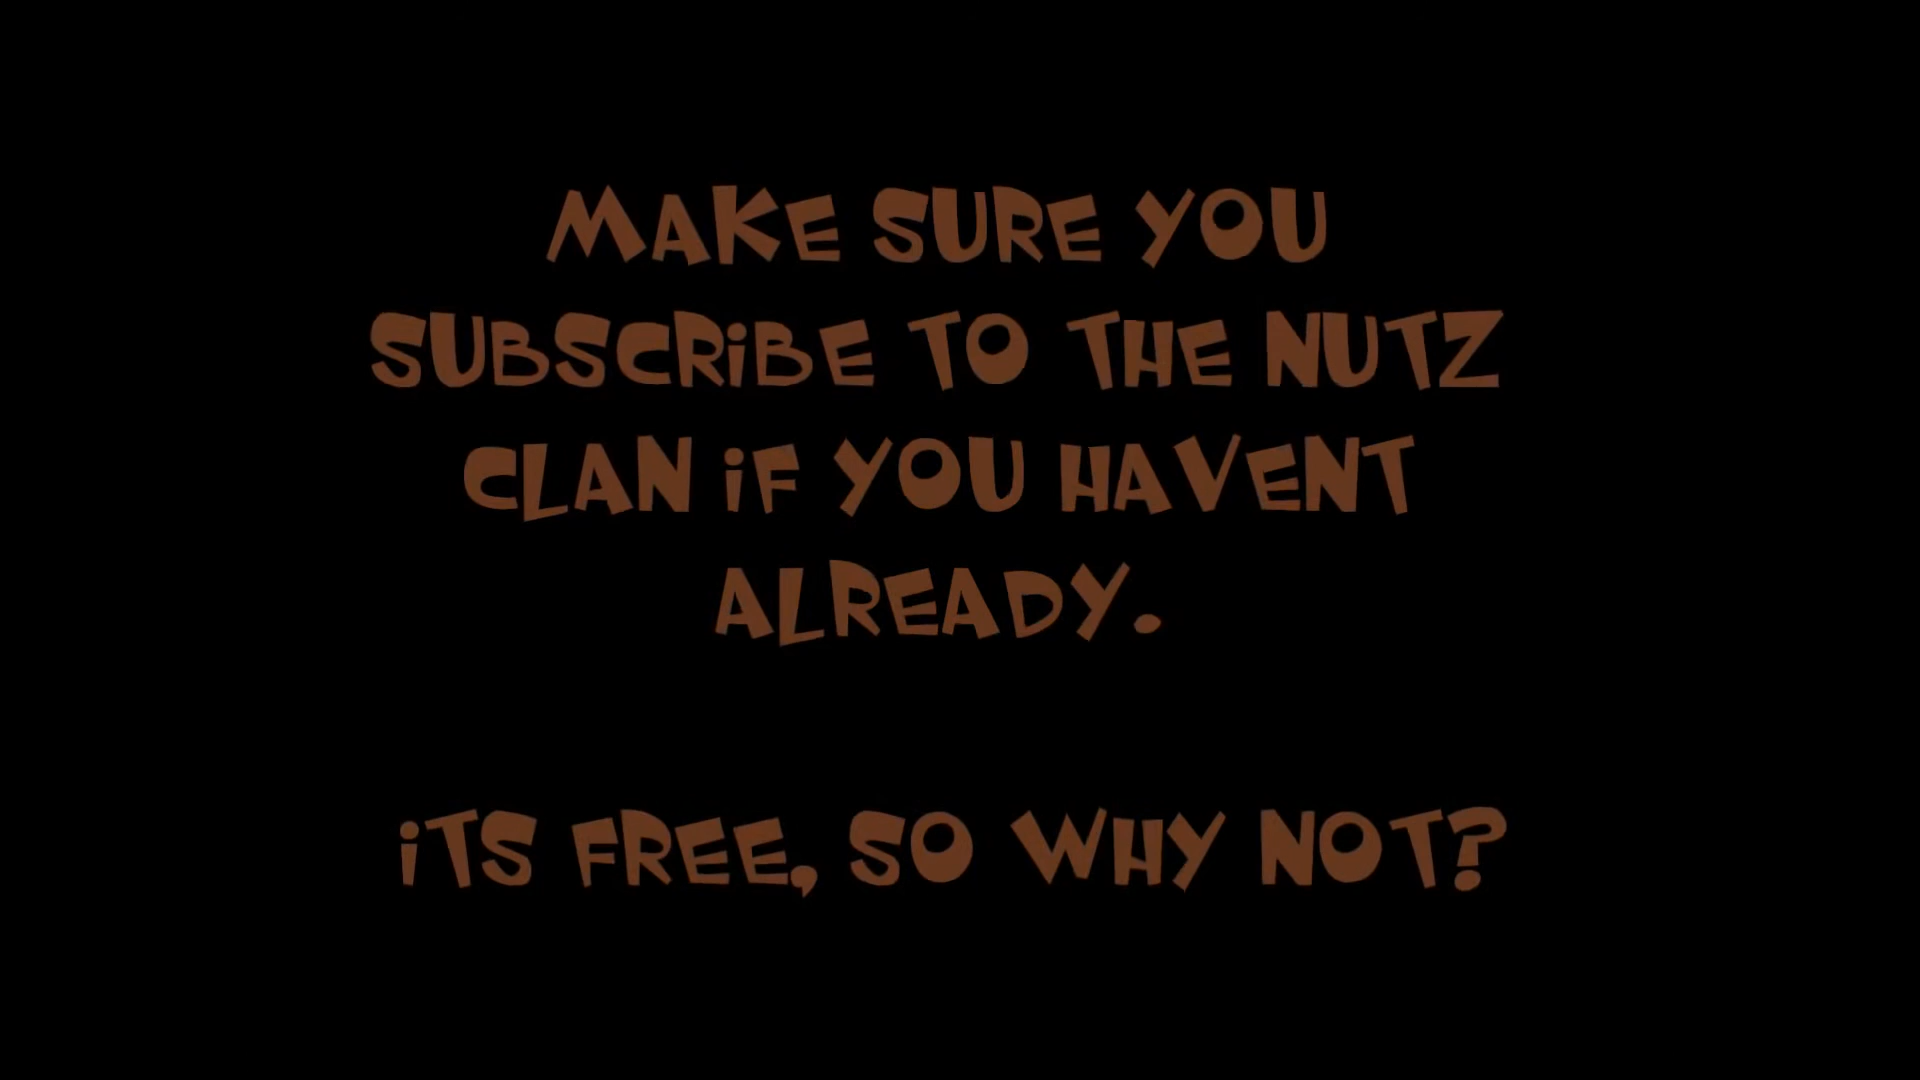 MAKE SURE YOU
SUBSCRiBE TO THE NUTZ
CLAN iF YOU HAVENT
ALREADY.
iTS FREE, SO WHY NOT?